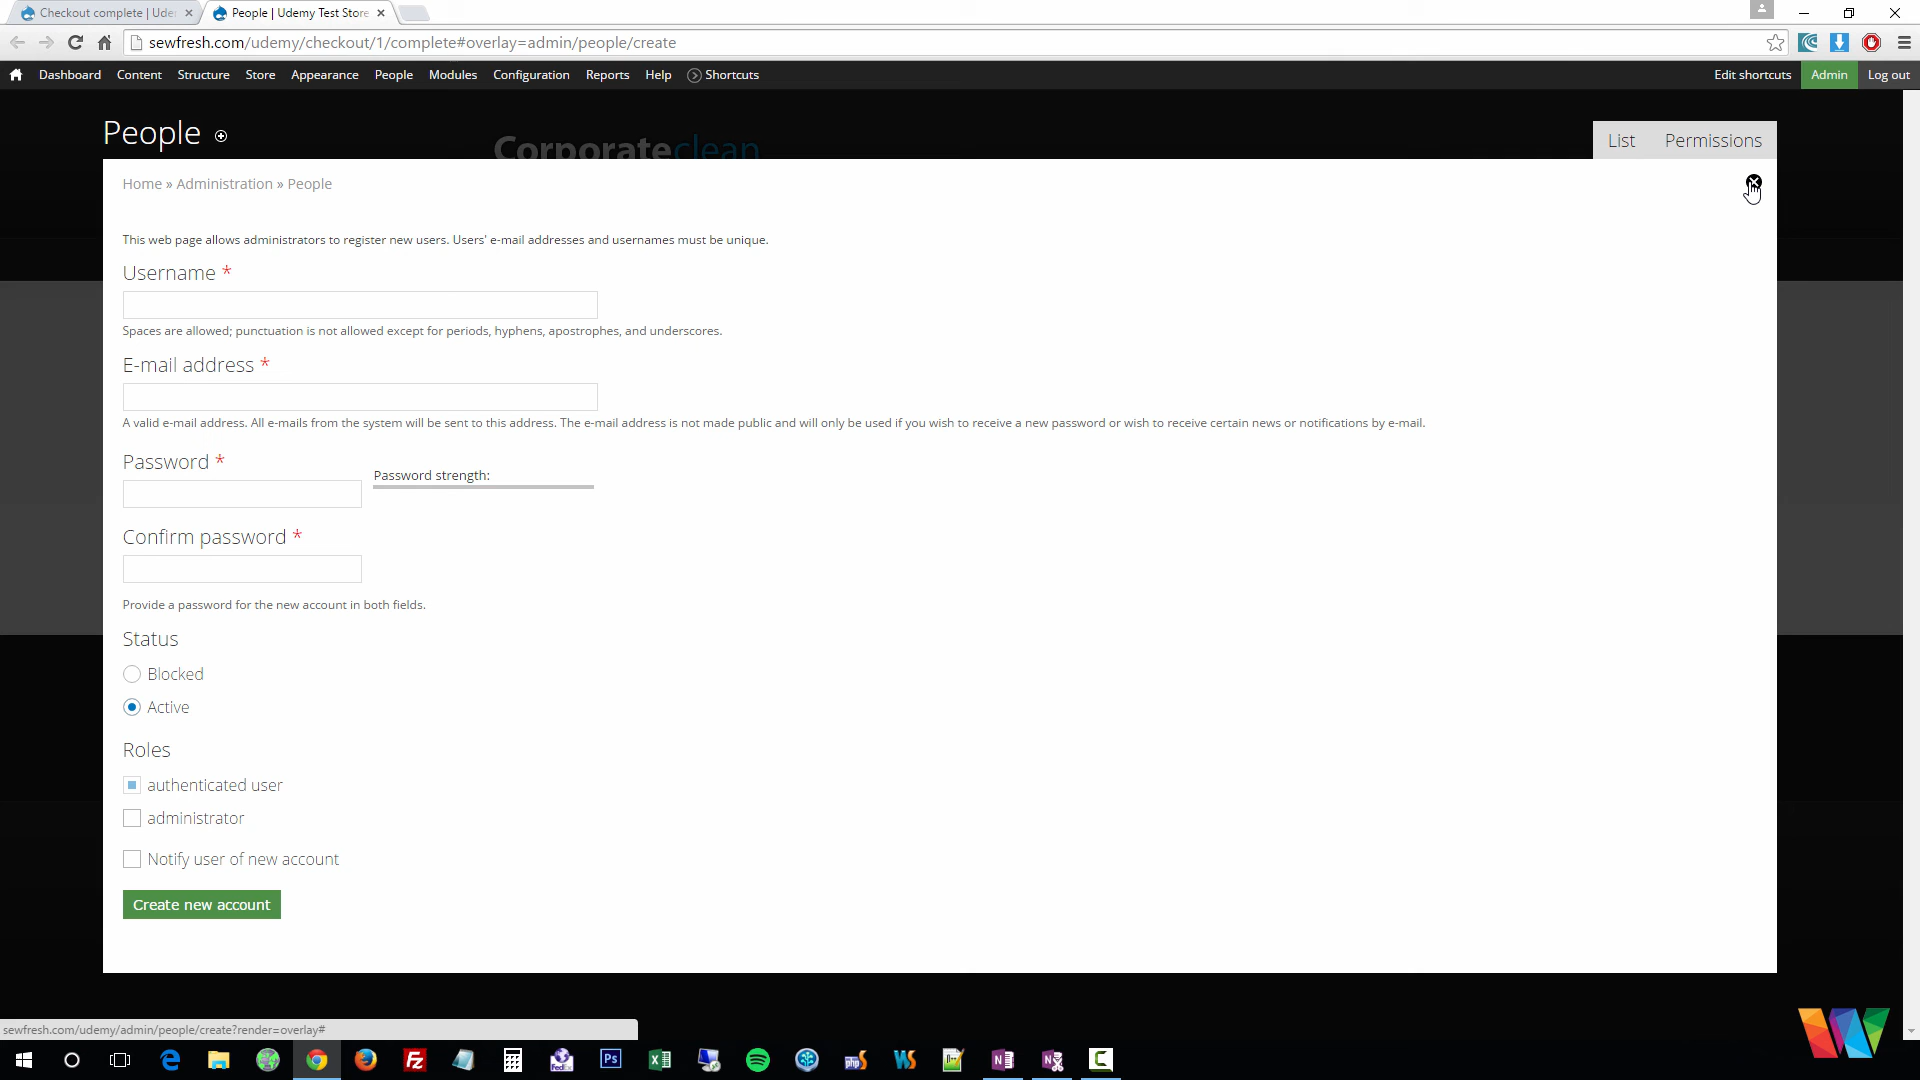 Checkout complete | Ude
People | Udemy Test Store
sewfresh.com/udemy/checkout/1/complete#overlay=admin/people/create
Dashboard Content Structure Store Appearance People Modules Configuration Reports Help Shortcuts Edit shortcuts Admin Log out
People
Corporateclean
List Permissions
Home » Administration » People
This web page allows administrators to register new users. Users' e-mail addresses and usernames must be unique.
Username *
Spaces are allowed; punctuation is not allowed except for periods, hyphens, apostrophes, and underscores.
E-mail address *
A valid e-mail address. All e-mails from the system will be sent to this address. The e-mail address is not made public and will only be used if you wish to receive a new password or wish to receive certain news or notifications by e-mail.
Password *
Password strength:
Confirm password *
Provide a password for the new account in both fields.
Status
Blocked
Active
Roles
authenticated user
administrator
Notify user of new account
Create new account
sewfresh.com/udemy/admin/people/create?render=overlay#